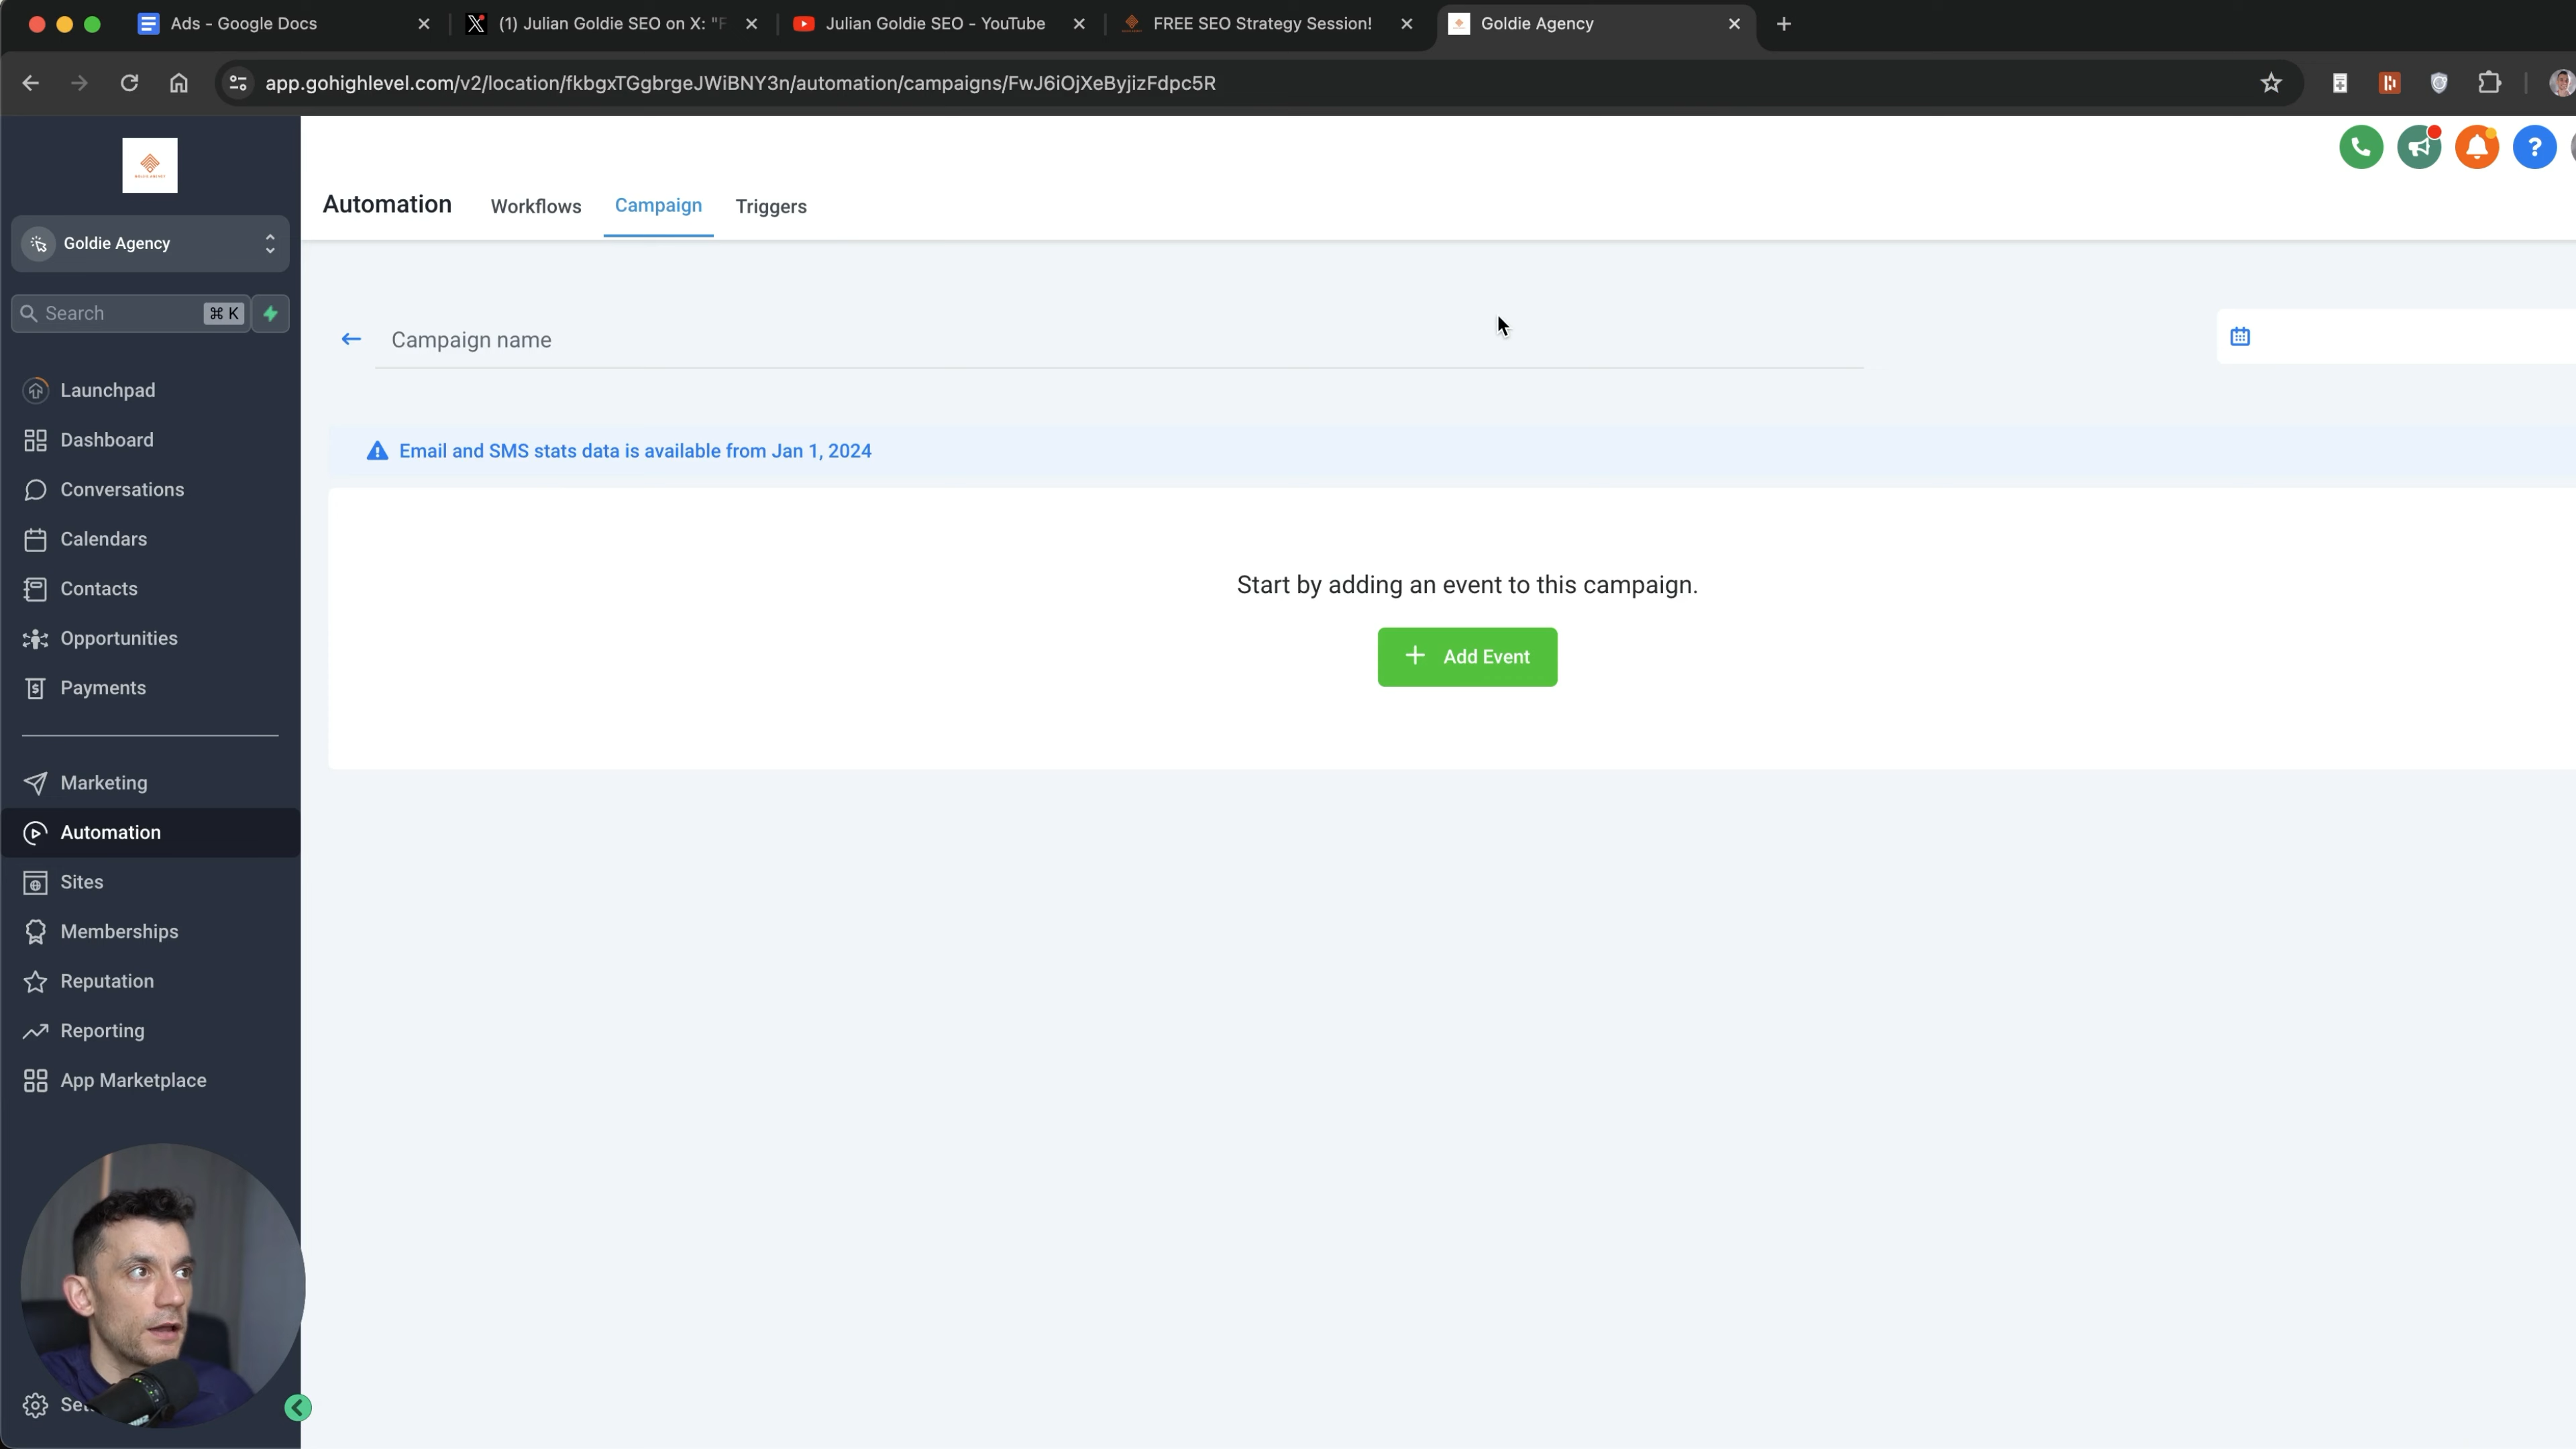 Ads - Google Docs
(1) Julian Goldie SEO on X: "F
Julian Goldie SEO - YouTube
FREE SEO Strategy Session!
Goldie Agency
app.gohighlevel.com/v2/location/fkbgxTGgbrgeJWiBNY3n/automation/campaigns/FwJ6iOjXeByjizFdpc5R
Goldie Agency
Search
⌘ K
Launchpad
Dashboard
Conversations
Calendars
Contacts
Opportunities
Payments
Marketing
Automation
Sites
Memberships
Reputation
Reporting
App Marketplace
Automation
Workflows
Campaign
Triggers
Campaign name
Email and SMS stats data is available from Jan 1, 2024
Start by adding an event to this campaign.
+ Add Event